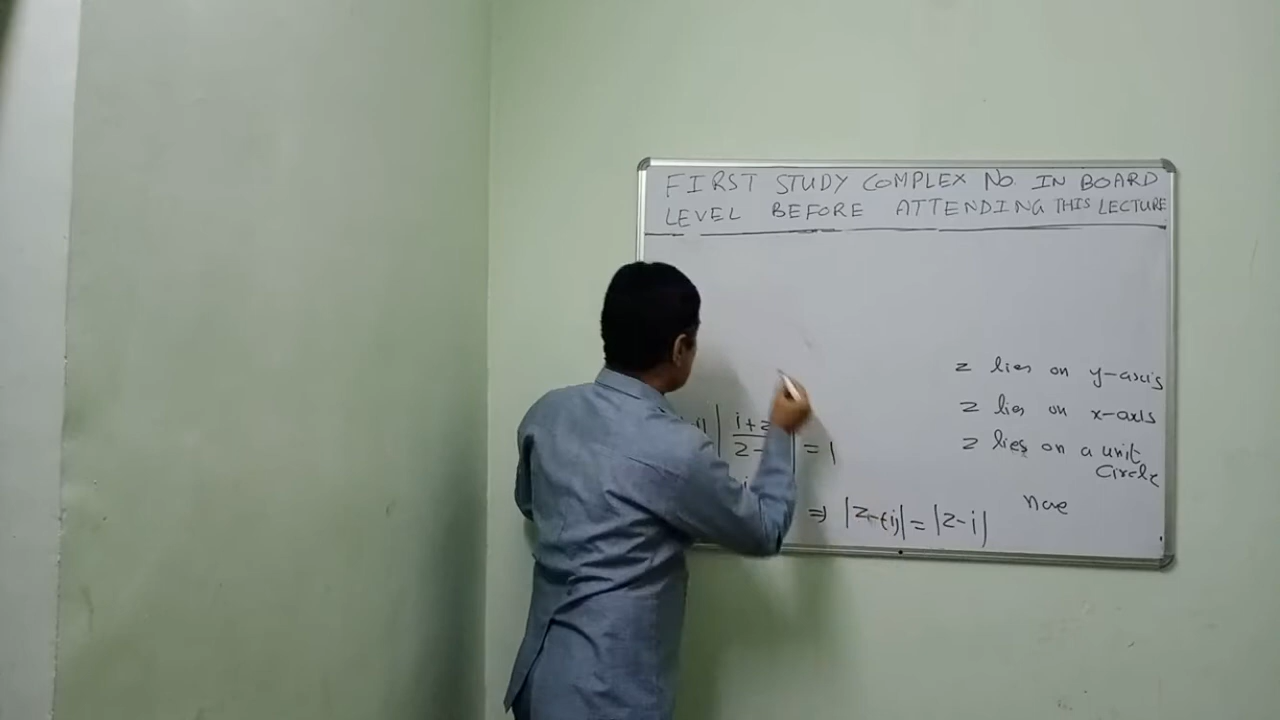 FIRST STUDY COMPLEX NO. IN BOARD
LEVEL BEFORE ATTENDING THIS LECTURE
z lies on y-axis
z lies on x-axis
| i+z
z-
| = 1
z lies on a unit
circle
⇒ |z-(-i)| = |z-i|